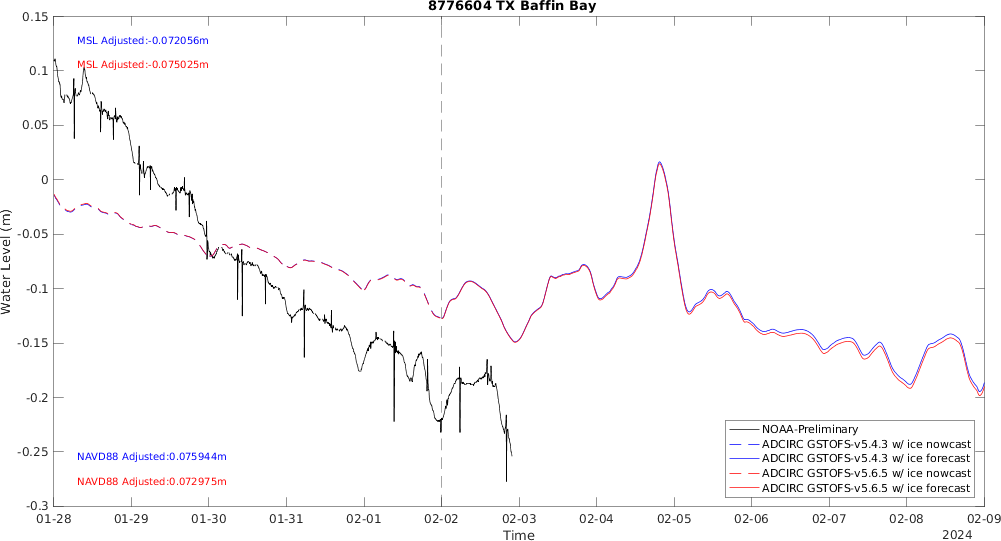 8776604 TX Baffin Bay
0.15
0.1
0.05
0
-0.05
-0.1
-0.15
-0.2
-0.25
-0.3
Water Level (m)
MSL Adjusted:-0.072056m
MSL Adjusted:-0.075025m
NAVD88 Adjusted:0.075944m
NAVD88 Adjusted:0.072975m
NOAA-Preliminary
ADCIRC GSTOFS-v5.4.3 w/ ice nowcast
ADCIRC GSTOFS-v5.4.3 w/ ice forecast
ADCIRC GSTOFS-v5.6.5 w/ ice nowcast
ADCIRC GSTOFS-v5.6.5 w/ ice forecast
01-28 01-29 01-30 01-31 02-01 02-02 02-03 02-04 02-05 02-06 02-07 02-08 02-09
Time
2024